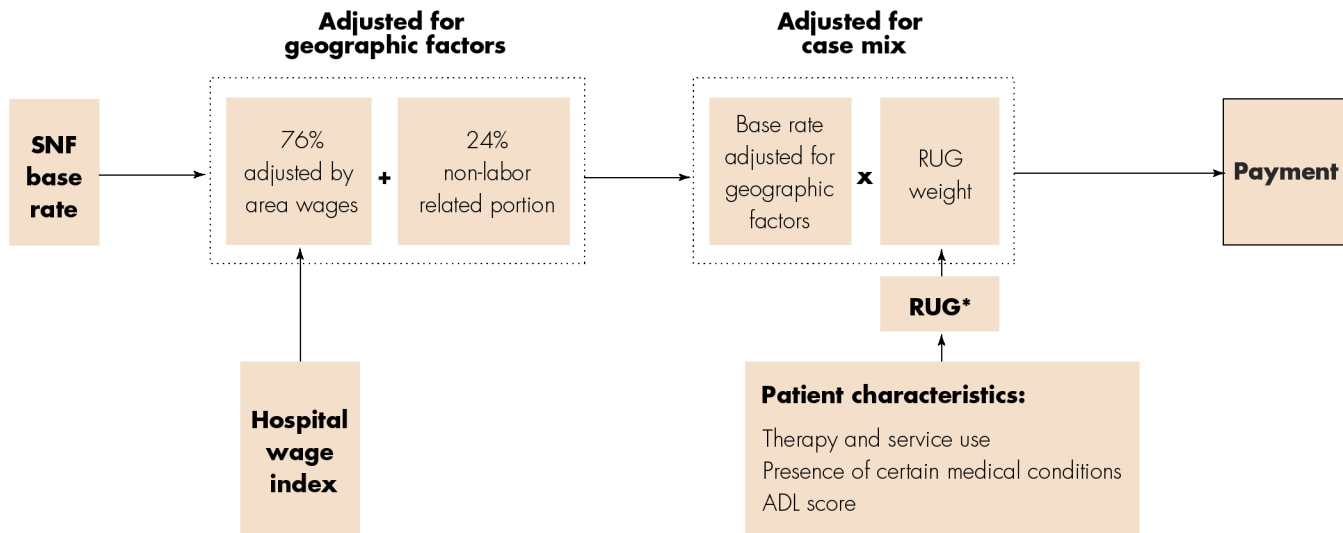 Adjusted for
geographic factors
Adjusted for
case mix
SNF
base
rate
76%
adjusted by
area wages
+
24%
non-labor
related portion
Base rate
adjusted for
geographic
factors
x
RUG
weight
Payment
RUG*
Hospital
wage
index
Patient characteristics:
Therapy and service use
Presence of certain medical conditions
ADL score